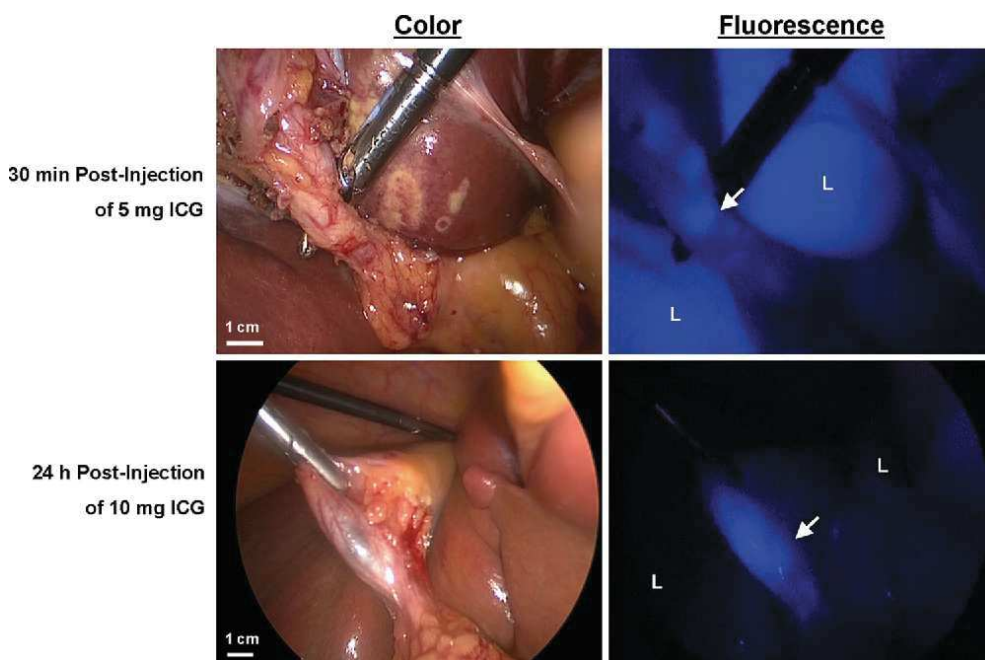 Color
Fluorescence
30 min Post-Injection
of 5 mg ICG
1 cm
L
L
24 h Post-Injection
of 10 mg ICG
1 cm
L
L